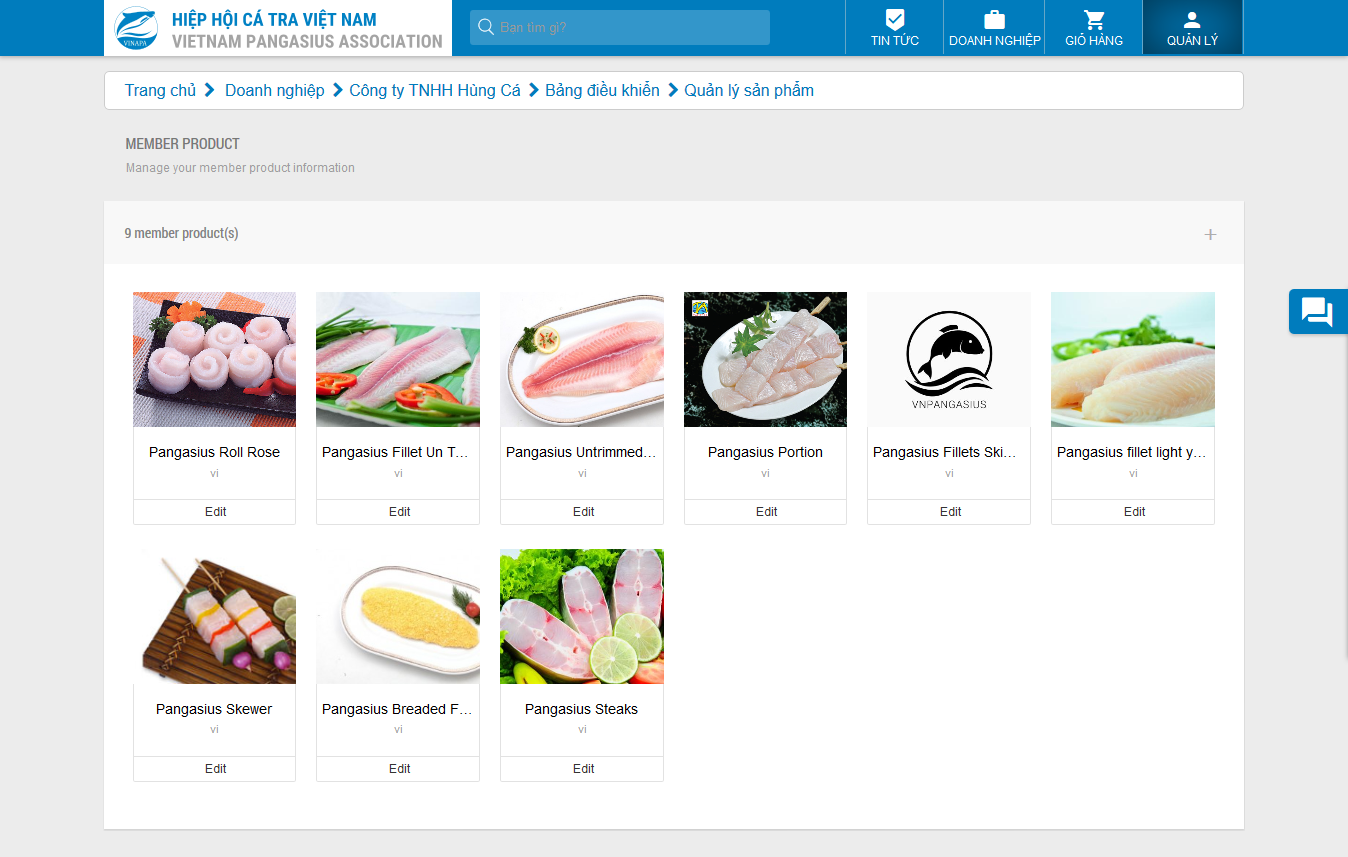 HIỆP HỘI CÁ TRA VIỆT NAM
VIETNAM PANGASIUS ASSOCIATION
VINAPA
Bạn tìm gì?
TIN TỨC
DOANH NGHIỆP
GIỎ HÀNG
QUẢN LÝ
Trang chủ > Doanh nghiệp > Công ty TNHH Hùng Cá > Bảng điều khiển > Quản lý sản phẩm
MEMBER PRODUCT
Manage your member product information
9 member product(s)
+
VNPANGASIUS
Pangasius Roll Rose
vi
Edit
Pangasius Fillet Un T...
vi
Edit
Pangasius Untrimmed...
vi
Edit
Pangasius Portion
vi
Edit
Pangasius Fillets Ski...
vi
Edit
Pangasius fillet light y...
vi
Edit
Pangasius Skewer
vi
Edit
Pangasius Breaded F...
vi
Edit
Pangasius Steaks
vi
Edit